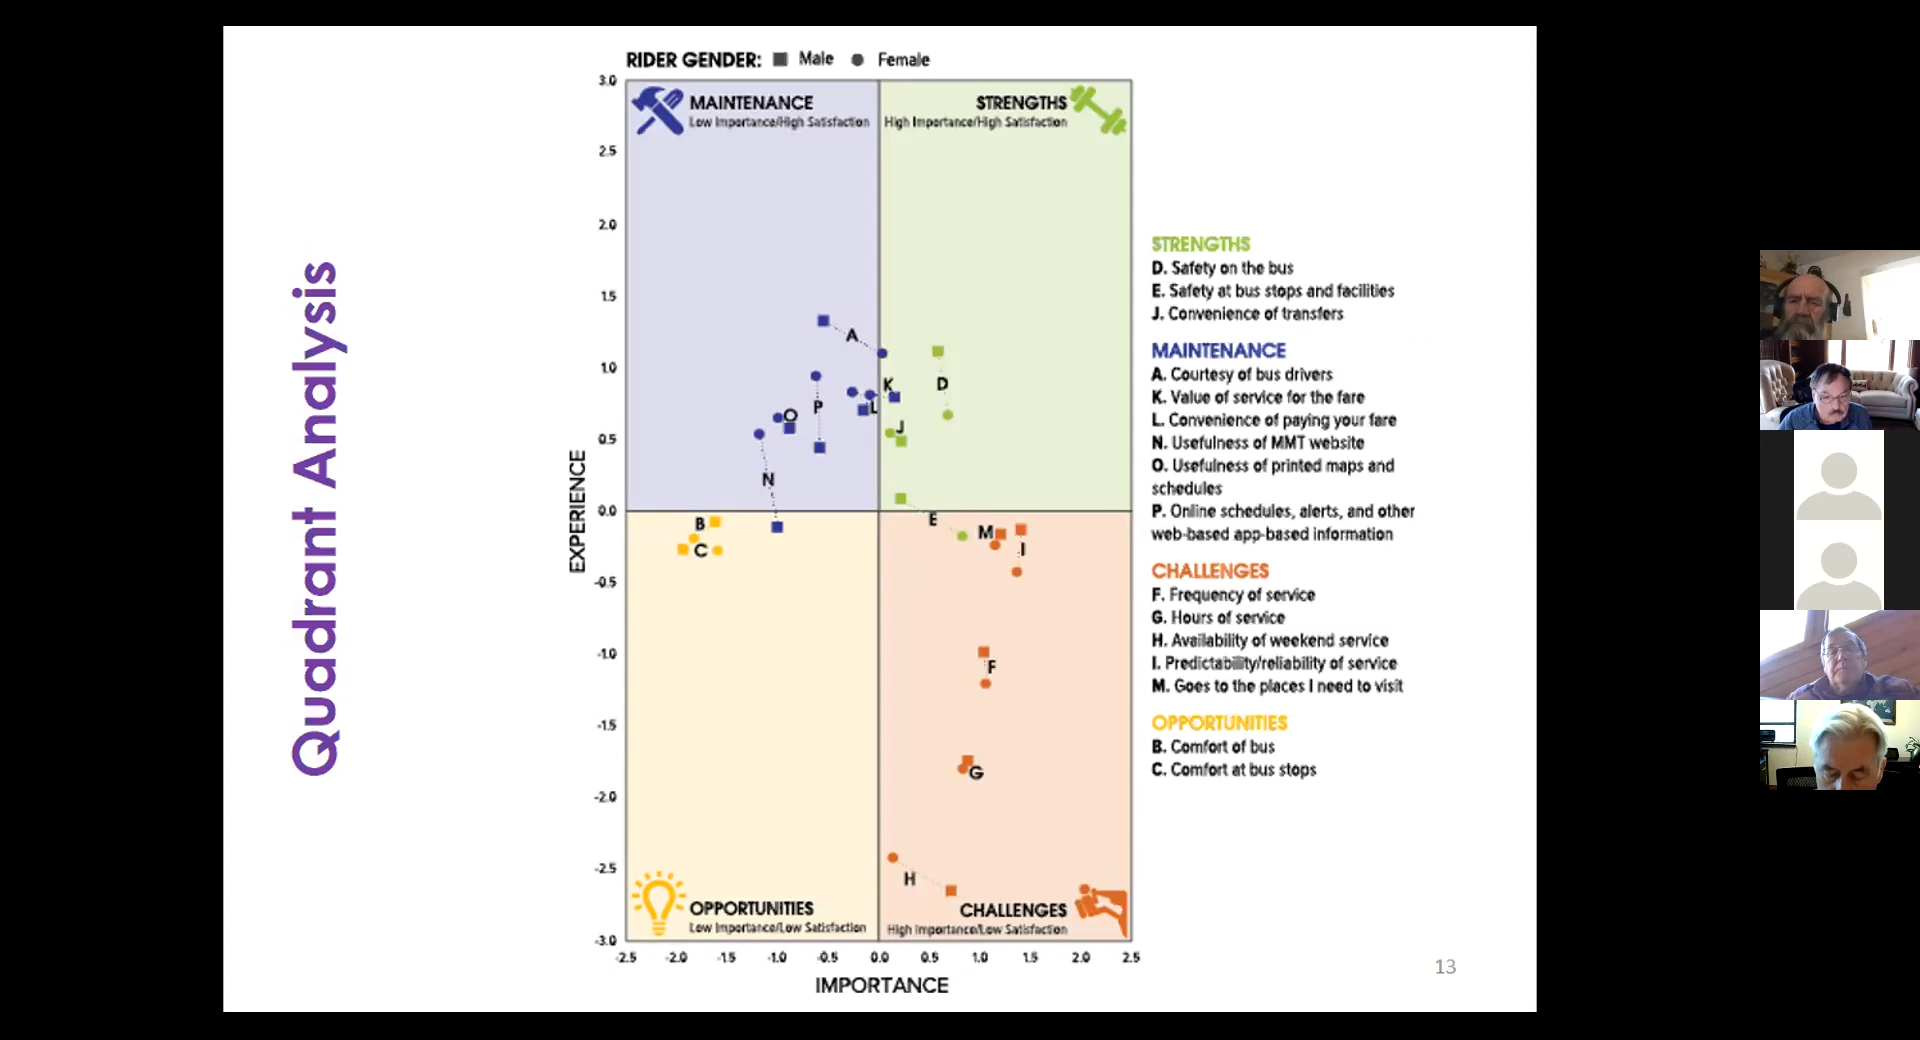 Quadrant Analysis
RIDER GENDER: Male Female
MAINTENANCE
Low Importance/High Satisfaction
STRENGTHS
High Importance/High Satisfaction
3.0
2.5
2.0
1.5
1.0
0.5
0.0
-0.5
-1.0
-1.5
-2.0
-2.5
-3.0
EXPERIENCE
A
K
D
P
L
O
J
N
E
B
M
C
I
F
G
H
OPPORTUNITIES
Low Importance/Low Satisfaction
CHALLENGES
High Importance/Low Satisfaction
-2.5 -2.0 -1.5 -1.0 -0.5 0.0 0.5 1.0 1.5 2.0 2.5
IMPORTANCE
STRENGTHS
D. Safety on the bus
E. Safety at bus stops and facilities
J. Convenience of transfers
MAINTENANCE
A. Courtesy of bus drivers
K. Value of service for the fare
L. Convenience of paying your fare
N. Usefulness of MMT website
O. Usefulness of printed maps and
schedules
P. Online schedules, alerts, and other
web-based app-based information
CHALLENGES
F. Frequency of service
G. Hours of service
H. Availability of weekend service
I. Predictability/reliability of service
M. Goes to the places I need to visit
OPPORTUNITIES
B. Comfort of bus
C. Comfort at bus stops
13